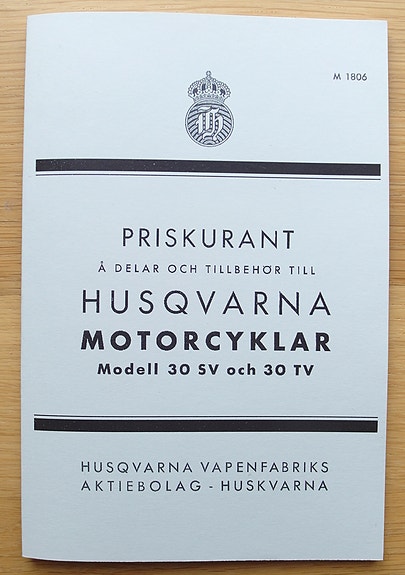 M 1806
PRISKURANT
Å DELAR OCH TILLBEHÖR TILL
HUSQVARNA
MOTORCYKLAR
Modell 30 SV och 30 TV
HUSQVARNA VAPENFABRIKS
AKTIEBOLAG - HUSKVARNA